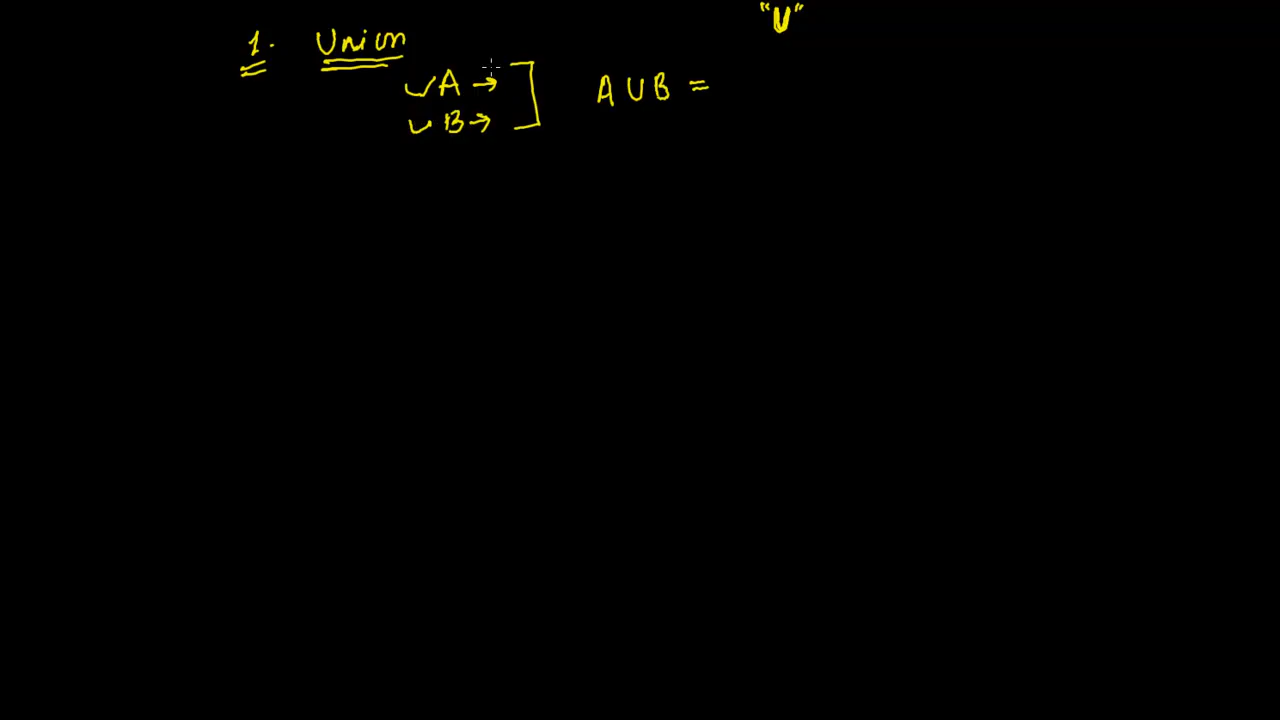 "U"
1. Union
✓A →
✓B →
] A ∪ B =